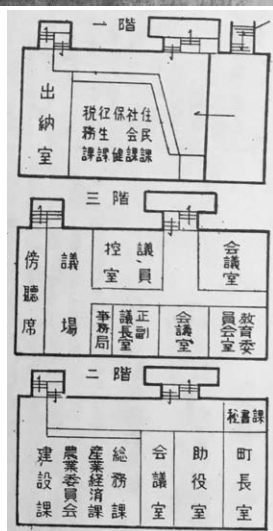 一階
出納室
税務課
衛生課
保健課
社会課
住民課
三階
傍聴席
議場
議員控室
会議室
事務局
正副議長室
会議室
教育委員会室
二階
建設課
農業委員会
産業経済課
総務課
会議室
助役室
町長室
秘書課